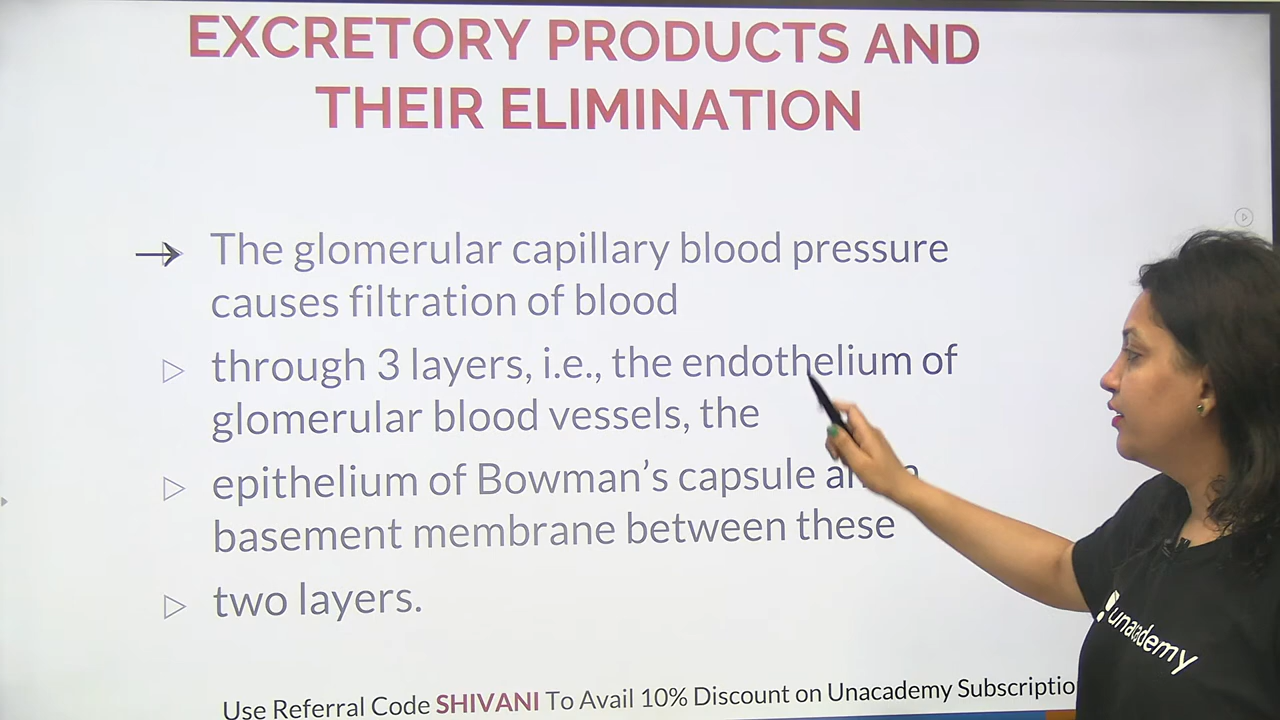 EXCRETORY PRODUCTS AND
THEIR ELIMINATION
The glomerular capillary blood pressure
causes filtration of blood
through 3 layers, i.e., the endothelium of
glomerular blood vessels, the
epithelium of Bowman's capsule
basement membrane between these
two layers.
unacademy
Use Referral Code SHIVANI To Avail 10% Discount on Unacademy Subscriptio